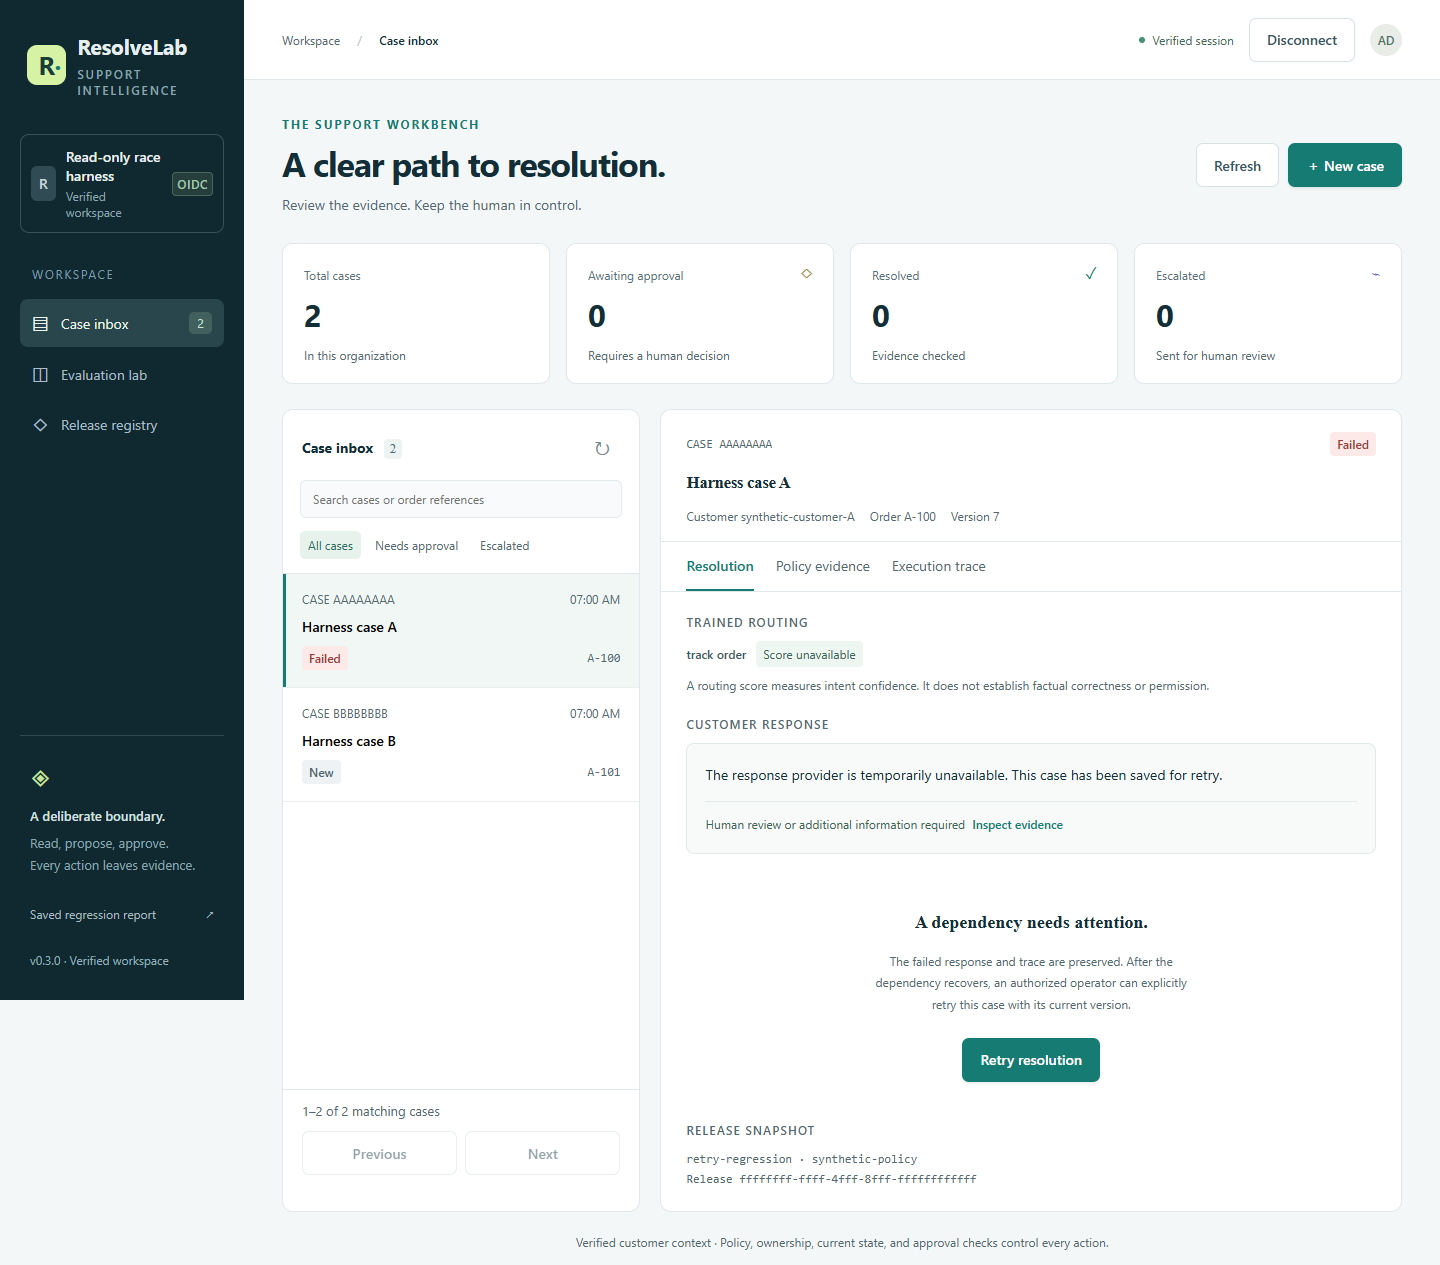 R
ResolveLab
SUPPORT
INTELLIGENCE
R
Read-only race
harness
Verified
workspace
OIDC
WORKSPACE
Case inbox 2
Evaluation lab
Release registry
A deliberate boundary.
Read, propose, approve.
Every action leaves evidence.
Saved regression report ↗
v0.3.0 · Verified workspace
Workspace / Case inbox
Verified session
Disconnect
AD
THE SUPPORT WORKBENCH
A clear path to resolution.
Review the evidence. Keep the human in control.
Refresh
+ New case
Total cases
2
In this organization
Awaiting approval
0
Requires a human decision
Resolved
0
Evidence checked
Escalated
0
Sent for human review
Case inbox 2
Search cases or order references
All cases Needs approval Escalated
CASE AAAAAAAA 07:00 AM
Harness case A
Failed A-100
CASE BBBBBBBB 07:00 AM
Harness case B
New A-101
1–2 of 2 matching cases
Previous Next
CASE AAAAAAAA Failed
Harness case A
Customer synthetic-customer-A Order A-100 Version 7
Resolution Policy evidence Execution trace
TRAINED ROUTING
track order Score unavailable
A routing score measures intent confidence. It does not establish factual correctness or permission.
CUSTOMER RESPONSE
The response provider is temporarily unavailable. This case has been saved for retry.
Human review or additional information required Inspect evidence
A dependency needs attention.
The failed response and trace are preserved. After the
dependency recovers, an authorized operator can explicitly
retry this case with its current version.
Retry resolution
RELEASE SNAPSHOT
retry-regression · synthetic-policy
Release ffffffff-ffff-4fff-8fff-ffffffffffff
Verified customer context · Policy, ownership, current state, and approval checks control every action.